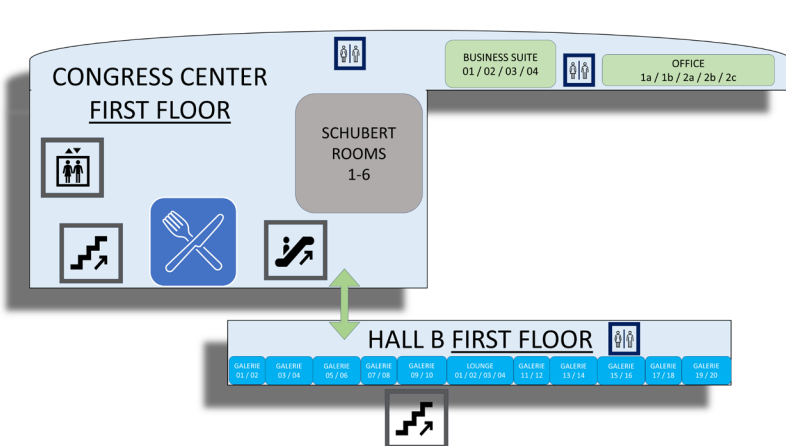 CONGRESS CENTER
FIRST FLOOR
BUSINESS SUITE
01 / 02 / 03 / 04
OFFICE
1a / 1b / 2a / 2b / 2c
SCHUBERT
ROOMS
1-6
HALL B FIRST FLOOR
GALERIE
01 / 02
GALERIE
03 / 04
GALERIE
05 / 06
GALERIE
07 / 08
GALERIE
09 / 10
LOUNGE
01 / 02 / 03 / 04
GALERIE
11 / 12
GALERIE
13 / 14
GALERIE
15 / 16
GALERIE
17 / 18
GALERIE
19 / 20